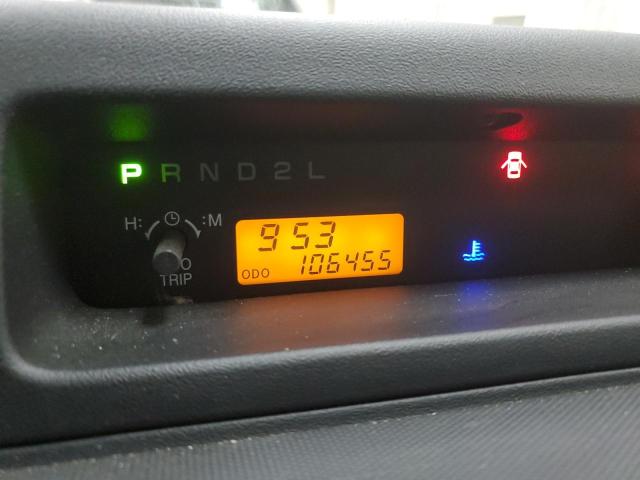 P R N D 2 L
H: :M
9 53
ODO 106455
TRIP